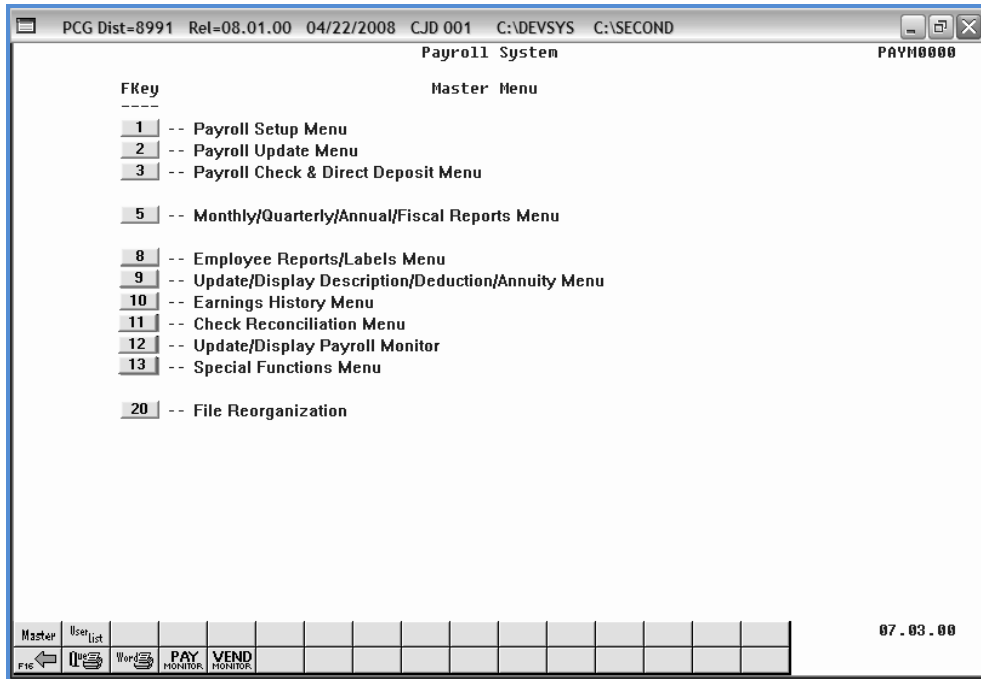 PCG Dist=8991 Rel=08.01.00 04/22/2008 CJD 001 C:\DEVSYS C:\SECOND
Payroll System PAYM0000
FKey Master Menu
----
1 -- Payroll Setup Menu
2 -- Payroll Update Menu
3 -- Payroll Check & Direct Deposit Menu
5 -- Monthly/Quarterly/Annual/Fiscal Reports Menu
8 -- Employee Reports/Labels Menu
9 -- Update/Display Description/Deduction/Annuity Menu
10 -- Earnings History Menu
11 -- Check Reconciliation Menu
12 -- Update/Display Payroll Monitor
13 -- Special Functions Menu
20 -- File Reorganization
Master User List 07.03.00
F16 Que Word PAY MONITOR VEND MONITOR